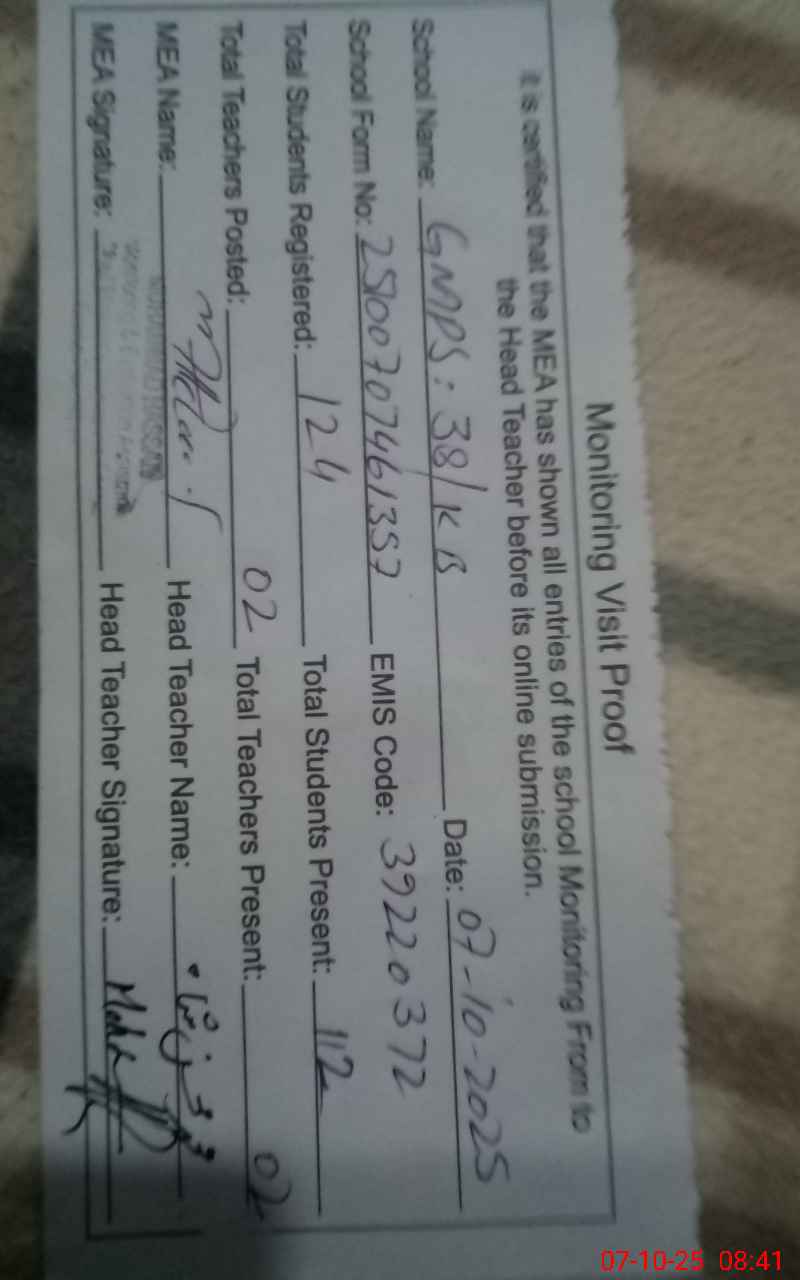 Monitoring Visit Proof
it is certified that the MEA has shown all entries of the school Monitoring From to
the Head Teacher before its online submission.
School Name: GMPS: 38/KB Date: 07-10-2025
School Form No: 25100707461357 EMIS Code: 39220372
Total Students Registered: 124 Total Students Present: 112
Total Teachers Posted: 02 Total Teachers Present: 02
MEA Name: Head Teacher Name:
MEA Signature: Head Teacher Signature:
07-10-25 08:41